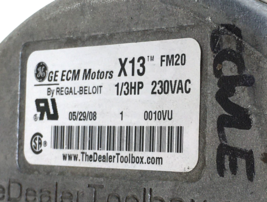 GE ECM Motors X13™ FM20
By REGAL-BELOIT 1/3HP 230VAC
05/29/08 1 0010VU
www.TheDealerToolbox.com
heDealerToolbox